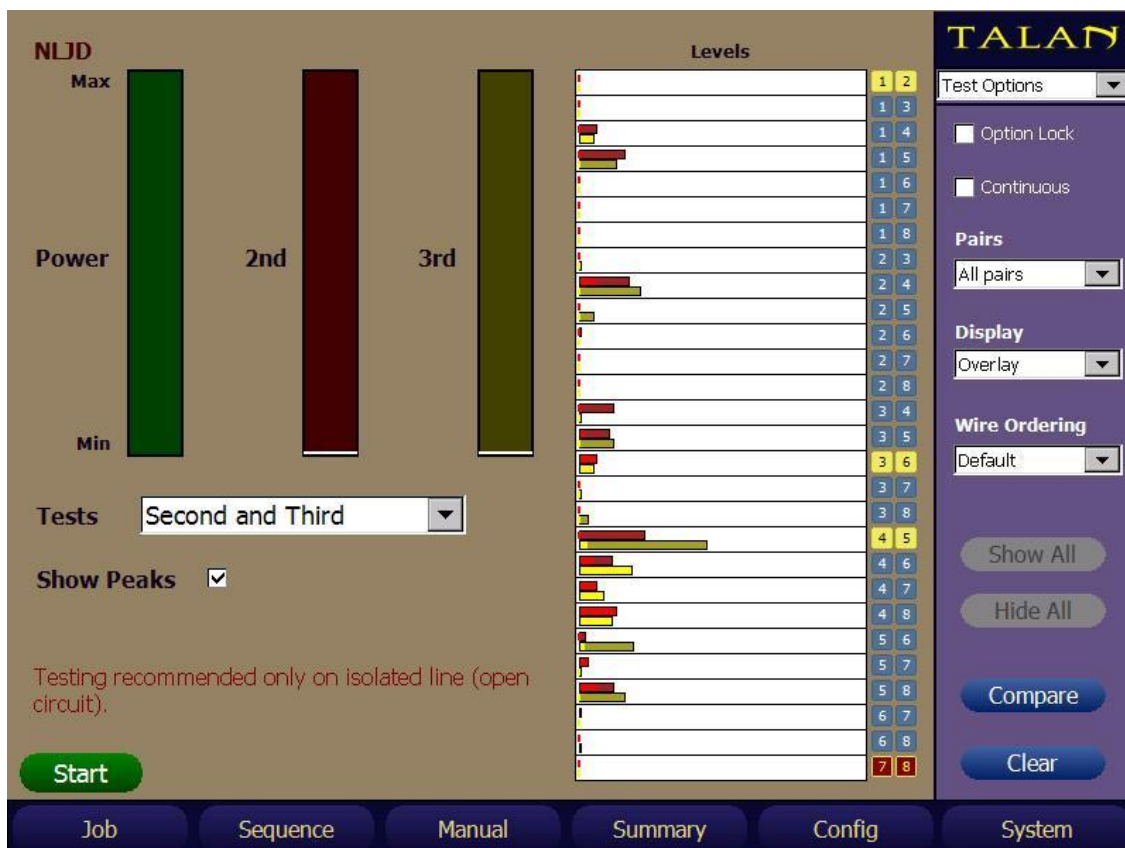 NLJD
Max
Power
Min
2nd
3rd
Tests Second and Third
Show Peaks
Testing recommended only on isolated line (open
circuit).
Start
Levels
1 2
1 3
1 4
1 5
1 6
1 7
1 8
2 3
2 4
2 5
2 6
2 7
2 8
3 4
3 5
3 6
3 7
3 8
4 5
4 6
4 7
4 8
5 6
5 7
5 8
6 7
6 8
7 8
TALAN
Test Options
Option Lock
Continuous
Pairs
All pairs
Display
Overlay
Wire Ordering
Default
Show All
Hide All
Compare
Clear
Job Sequence Manual Summary Config System